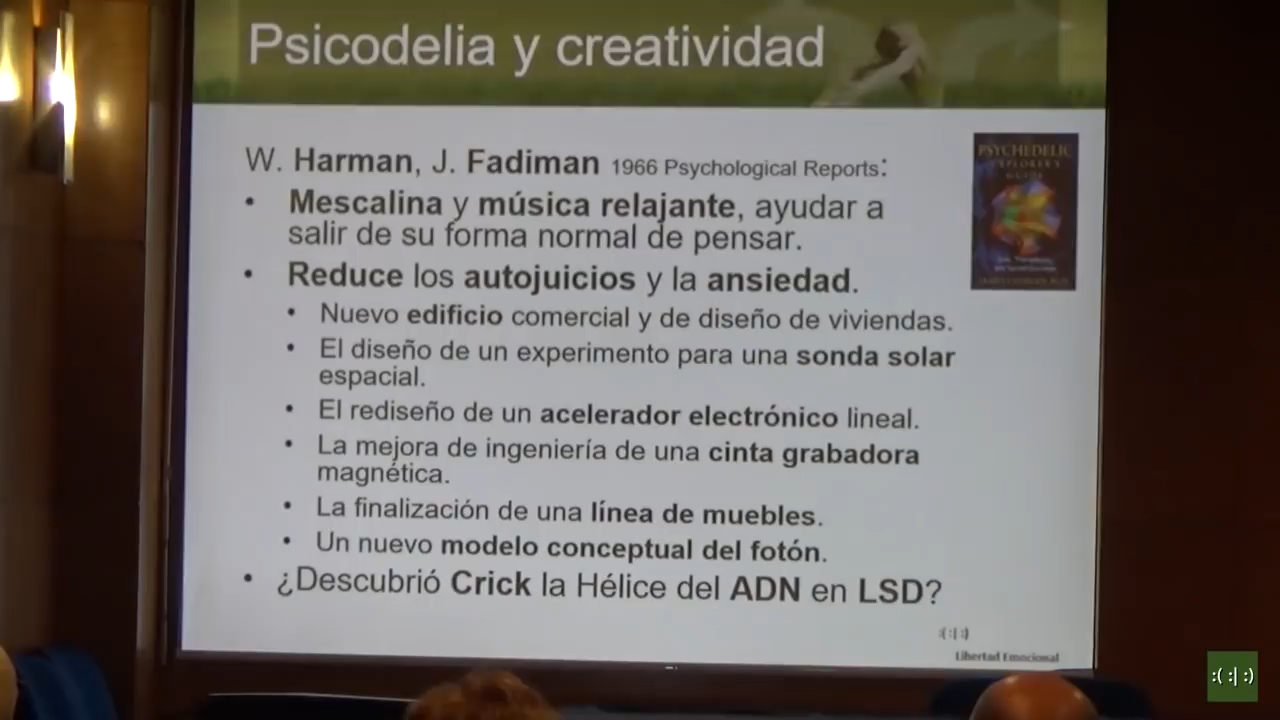 Psicodelia y creatividad
W. Harman, J. Fadiman 1966 Psychological Reports:
• Mescalina y música relajante, ayudar a
salir de su forma normal de pensar.
• Reduce los autojuicios y la ansiedad.
• Nuevo edificio comercial y de diseño de viviendas.
• El diseño de un experimento para una sonda solar
espacial.
• El rediseño de un acelerador electrónico lineal.
• La mejora de ingeniería de una cinta grabadora
magnética.
• La finalización de una línea de muebles.
• Un nuevo modelo conceptual del fotón.
• ¿Descubrió Crick la Hélice del ADN en LSD?
PSYCHEDELIC
EXPLORER'S
GUIDE
:( :| :)
Libertad Emocional
:( :| :)